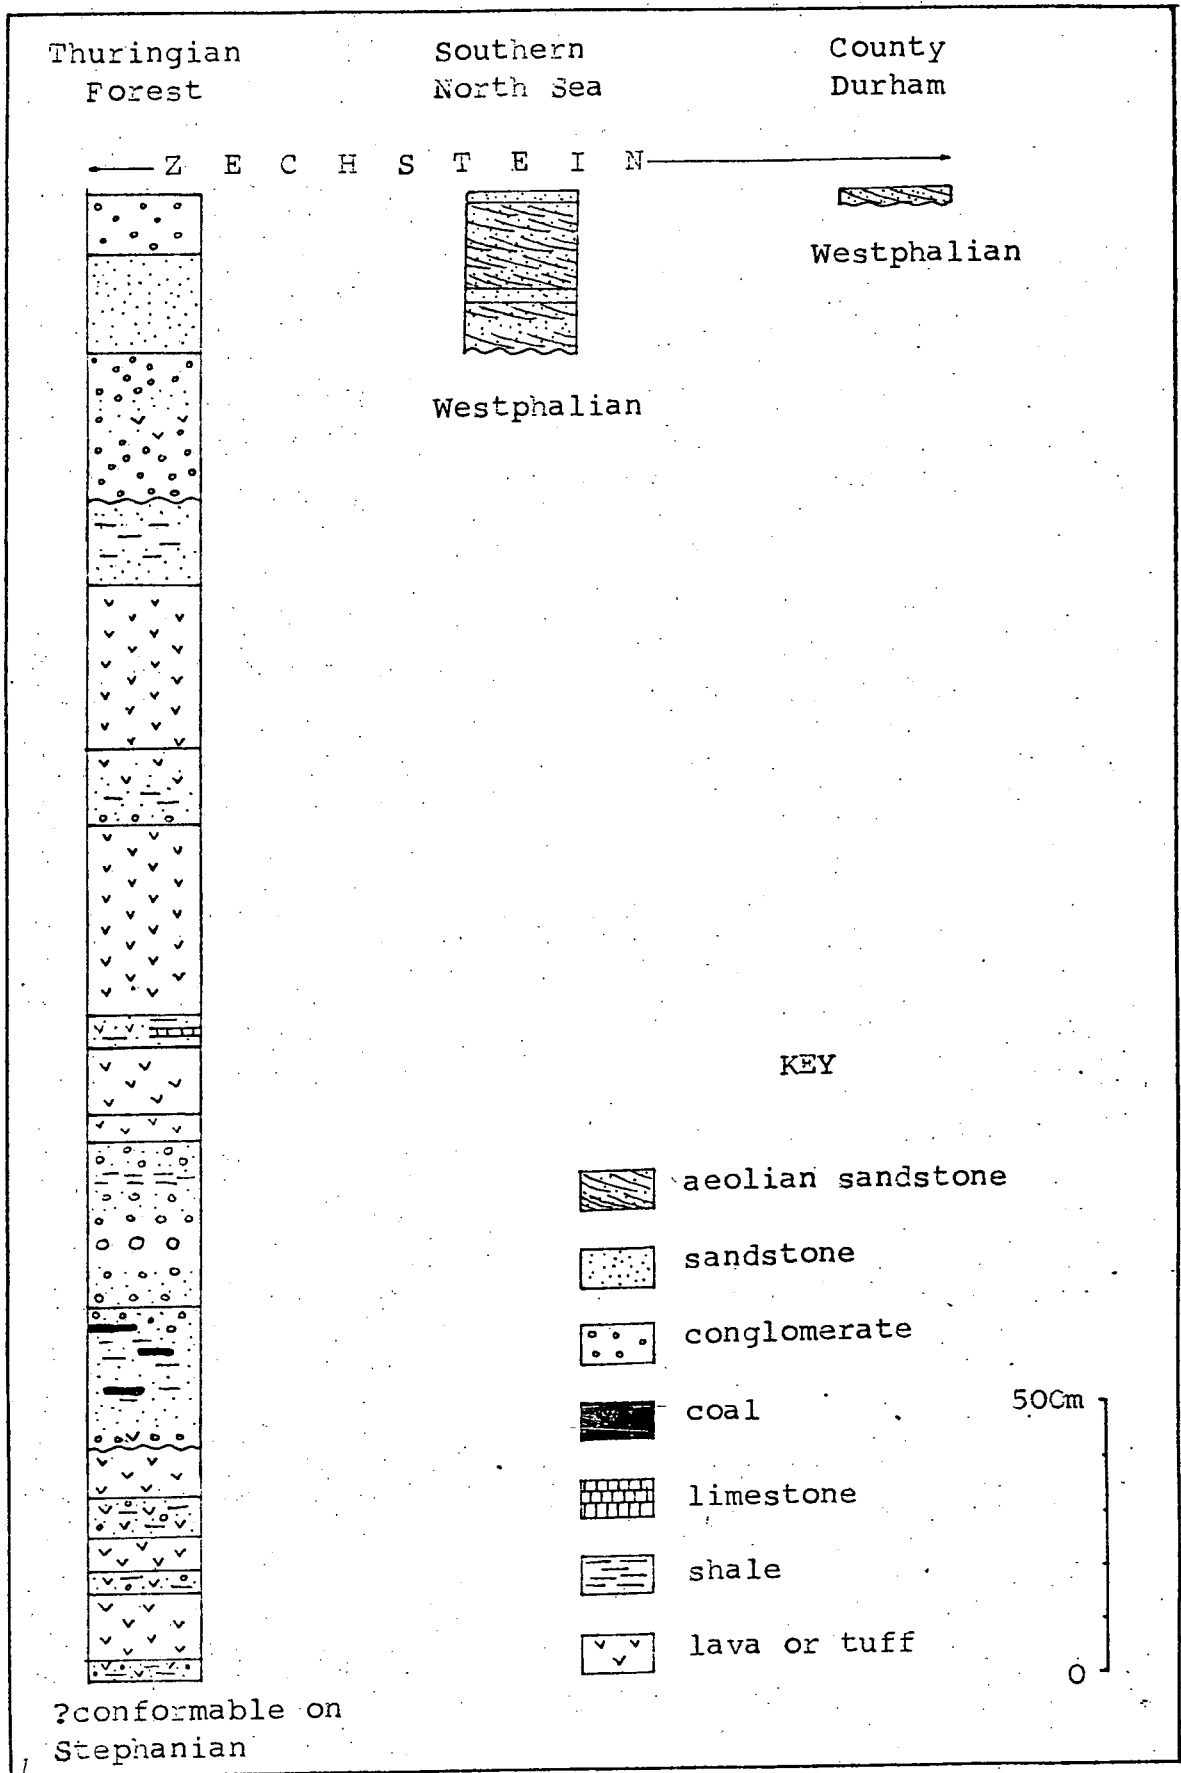 Thuringian
Forest
Southern
North Sea
County
Durham
Z E C H S T E I N
Westphalian
Westphalian
KEY
aeolian sandstone
sandstone
conglomerate
coal
limestone
shale
lava or tuff
500m
0
?conformable on
Stephanian